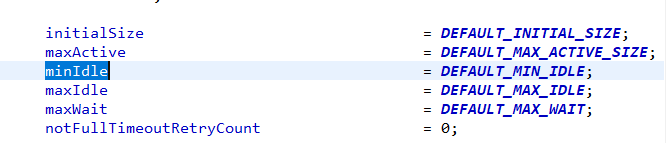 initialSize = DEFAULT_INITIAL_SIZE;
maxActive = DEFAULT_MAX_ACTIVE_SIZE;
minIdle = DEFAULT_MIN_IDLE;
maxIdle = DEFAULT_MAX_IDLE;
maxWait = DEFAULT_MAX_WAIT;
notFullTimeoutRetryCount = 0;